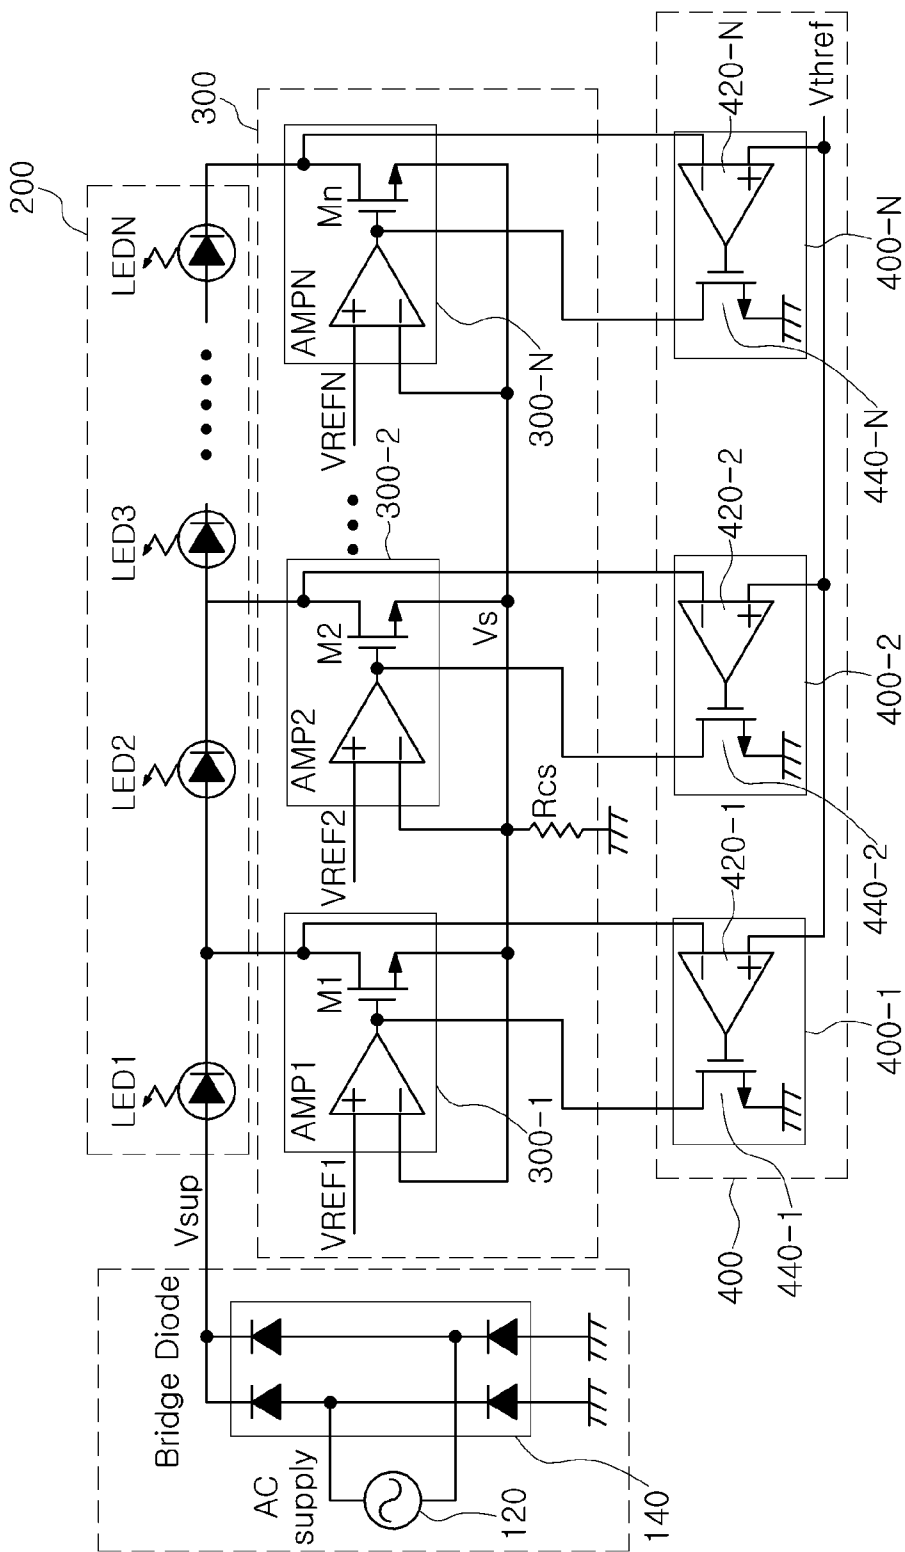 200
LED1
LED2
LED3
LEDN
Vsup
Bridge Diode
AC
supply
120
140
300
AMP1
M1
VREF1
300-1
AMP2
M2
VREF2
300-2
AMPN
Mn
VREFN
300-N
Vs
Rcs
400
420-1
440-1
400-1
420-2
440-2
400-2
420-N
440-N
400-N
Vthref
+
−
+
−
+
−
−
+
−
+
−
+